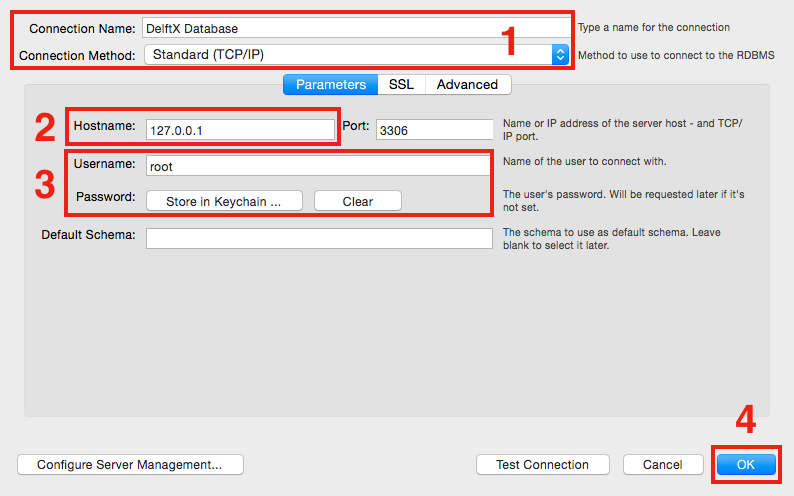 Connection Name: DelftX Database 1 Type a name for the connection
Connection Method: Standard (TCP/IP) Method to use to connect to the RDBMS
Parameters SSL Advanced
2 Hostname: 127.0.0.1 Port: 3306 Name or IP address of the server host - and TCP/
IP port.
3 Username: root Name of the user to connect with.
Password: Store in Keychain ... Clear The user's password. Will be requested later if it's
not set.
Default Schema: The schema to use as default schema. Leave
blank to select it later.
4
Configure Server Management... Test Connection Cancel OK